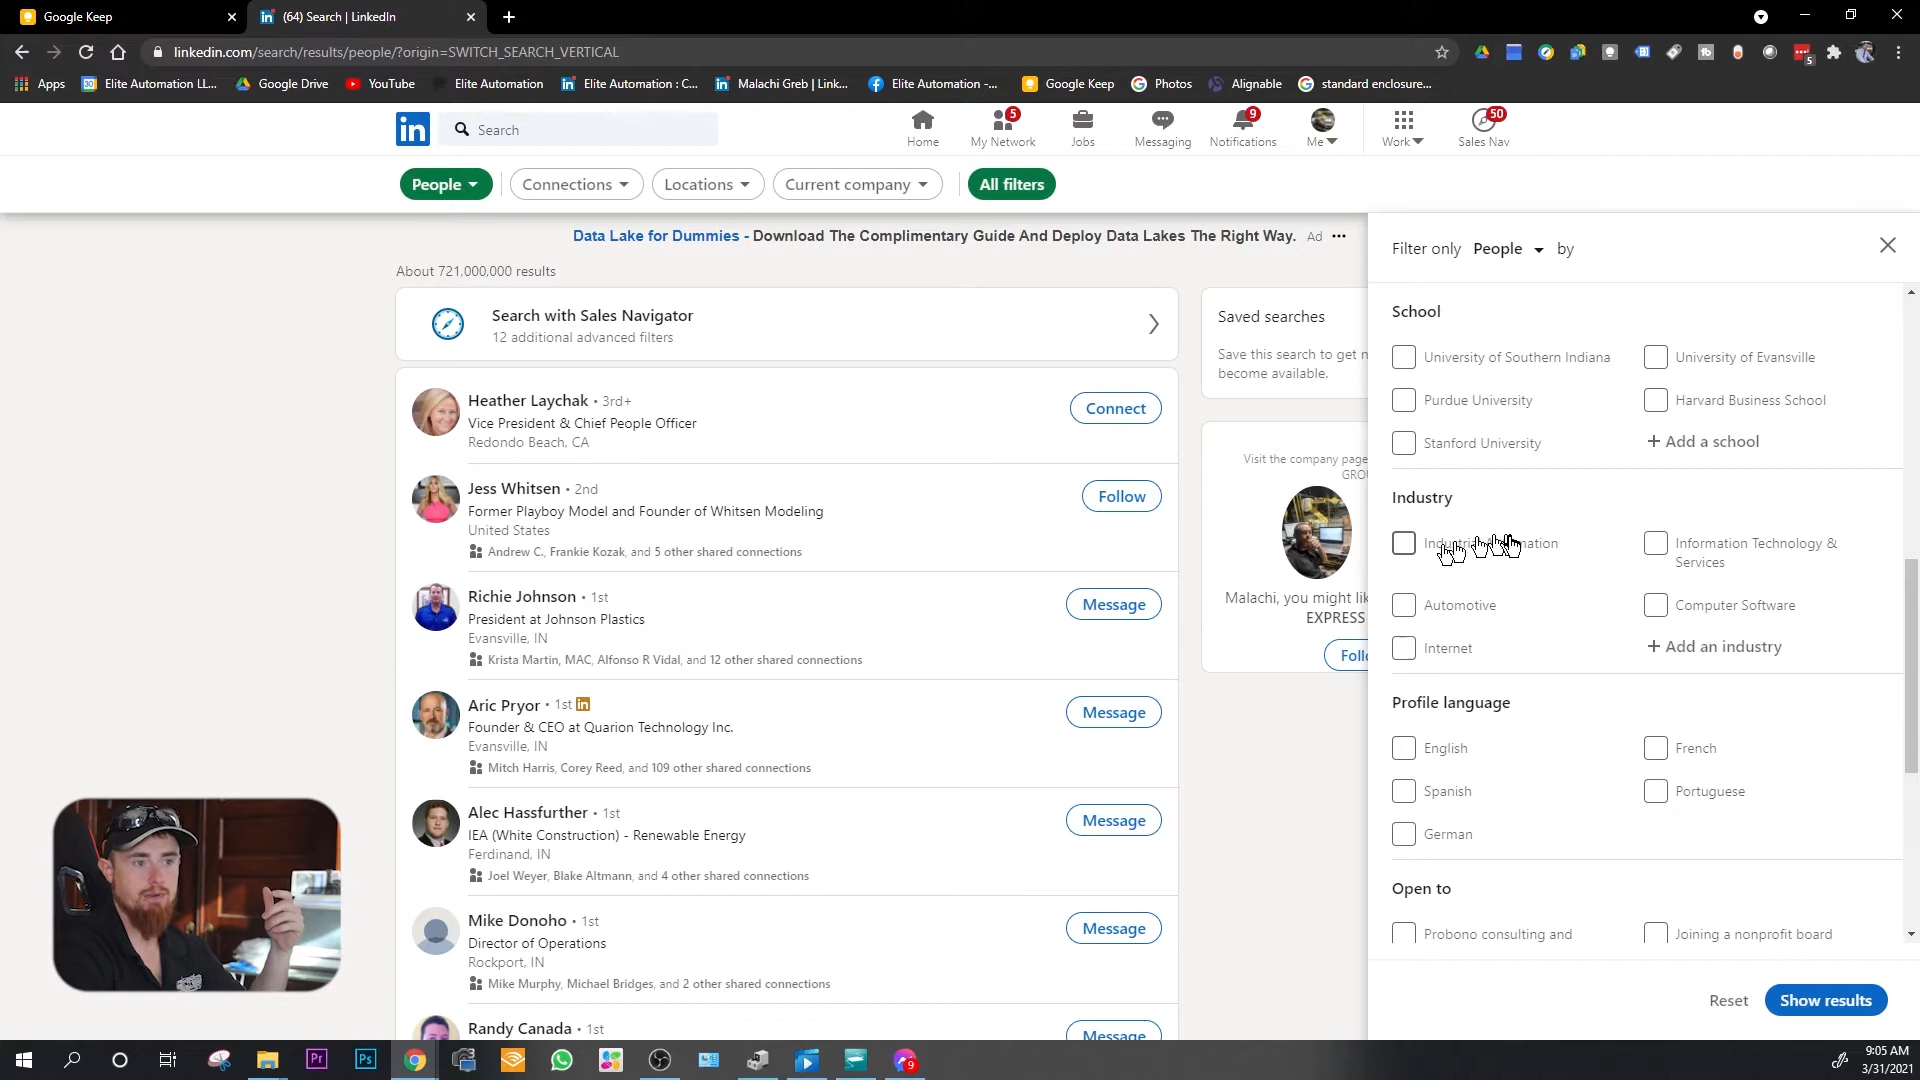 Google Keep
(64) Search | LinkedIn
linkedin.com/search/results/people/?origin=SWITCH_SEARCH_VERTICAL
5
Apps
Elite Automation LL...
Google Drive
YouTube
Elite Automation
Elite Automation : C...
Malachi Greb | Link...
Elite Automation -...
Google Keep
Photos
Alignable
standard enclosure...
in
Search
Home
5
My Network
Jobs
Messaging
9
Notifications
Me
Work
50
Sales Nav
People
Connections
Locations
Current company
All filters
Data Lake for Dummies - Download The Complimentary Guide And Deploy Data Lakes The Right Way. Ad
About 721,000,000 results
Search with Sales Navigator
12 additional advanced filters
Heather Laychak • 3rd+
Vice President & Chief People Officer
Redondo Beach, CA
Connect
Jess Whitsen • 2nd
Former Playboy Model and Founder of Whitsen Modeling
United States
Andrew C., Frankie Kozak, and 5 other shared connections
Follow
Richie Johnson • 1st
President at Johnson Plastics
Evansville, IN
Krista Martin, MAC, Alfonso R Vidal, and 12 other shared connections
Message
Aric Pryor • 1st in
Founder & CEO at Quarion Technology Inc.
Evansville, IN
Mitch Harris, Corey Reed, and 109 other shared connections
Message
Alec Hassfurther • 1st
IEA (White Construction) - Renewable Energy
Ferdinand, IN
Joel Weyer, Blake Altmann, and 4 other shared connections
Message
Mike Donoho • 1st
Director of Operations
Rockport, IN
Mike Murphy, Michael Bridges, and 2 other shared connections
Message
Randy Canada • 1st
Message
Saved searches
Save this search to get n
become available.
Visit the company page
GROU
Malachi, you might lik
EXPRESS
Follo
Filter only People by
School
University of Southern Indiana
University of Evansville
Purdue University
Harvard Business School
Stanford University
+ Add a school
Industry
Industrial Automation
Information Technology &
Services
Automotive
Computer Software
Internet
+ Add an industry
Profile language
English
French
Spanish
Portuguese
German
Open to
Probono consulting and
Joining a nonprofit board
Reset
Show results
Pr
Ps
9
9:05 AM
3/31/2021